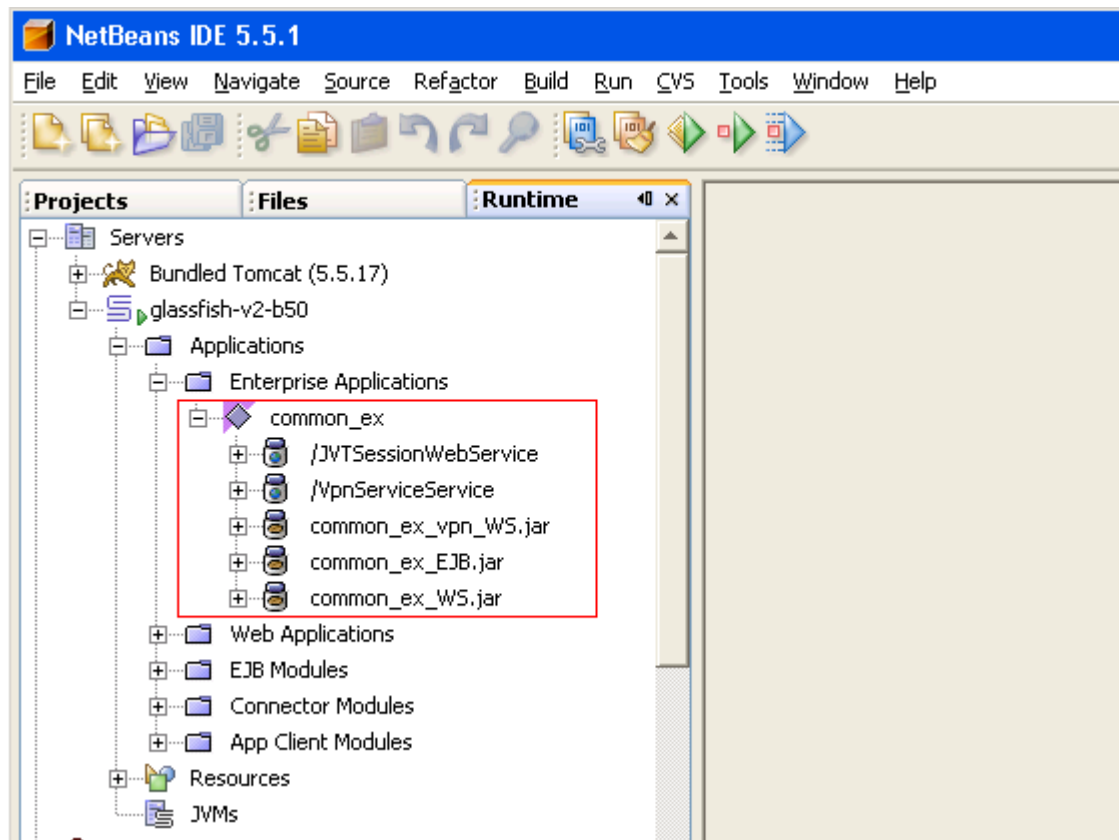 NetBeans IDE 5.5.1
File Edit View Navigate Source Refactor Build Run CVS Tools Window Help
Projects Files Runtime
Servers
Bundled Tomcat (5.5.17)
glassfish-v2-b50
Applications
Enterprise Applications
common_ex
/JVTSessionWebService
/VpnServiceService
common_ex_vpn_WS.jar
common_ex_EJB.jar
common_ex_WS.jar
Web Applications
EJB Modules
Connector Modules
App Client Modules
Resources
JVMs